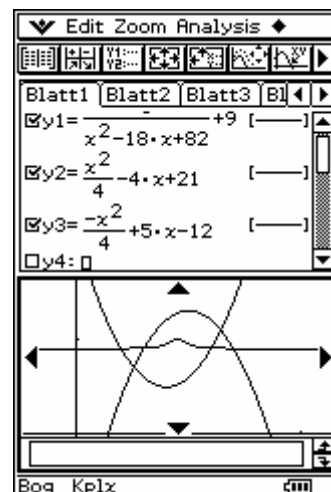 Edit Zoom Analysis
Blatt1 Blatt2 Blatt3 Bl
y1=-/(x²-18·x+82)+9 [—]
y2=x²/4-4·x+21 [—]
y3=-x²/4+5·x-12 [—]
y4:
Bog Kplx